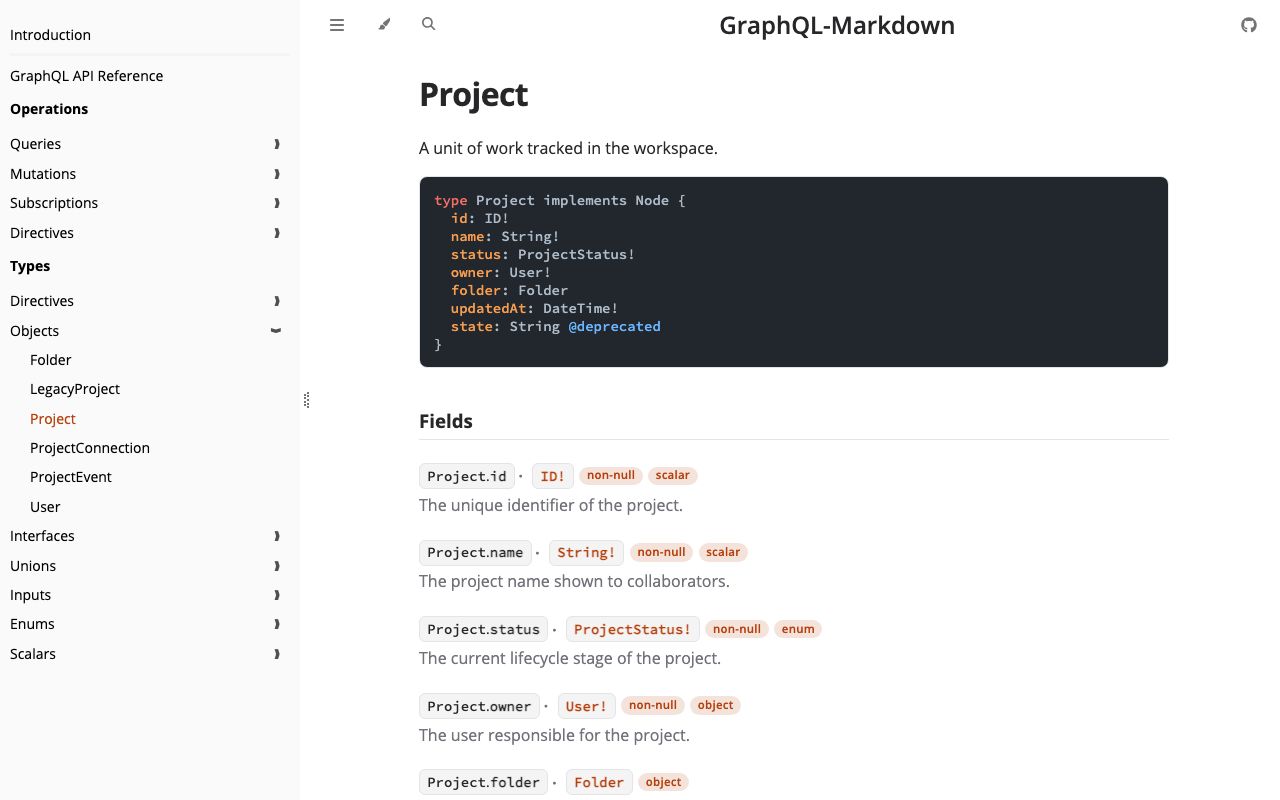 Introduction
GraphQL API Reference
Operations
Queries
Mutations
Subscriptions
Directives
Types
Directives
Objects
Folder
LegacyProject
Project
ProjectConnection
ProjectEvent
User
Interfaces
Unions
Inputs
Enums
Scalars
GraphQL-Markdown
Project
A unit of work tracked in the workspace.
type Project implements Node {
  id: ID!
  name: String!
  status: ProjectStatus!
  owner: User!
  folder: Folder
  updatedAt: DateTime!
  state: String @deprecated
}
Fields
Project.id · ID! non-null scalar
The unique identifier of the project.
Project.name · String! non-null scalar
The project name shown to collaborators.
Project.status · ProjectStatus! non-null enum
The current lifecycle stage of the project.
Project.owner · User! non-null object
The user responsible for the project.
Project.folder · Folder object